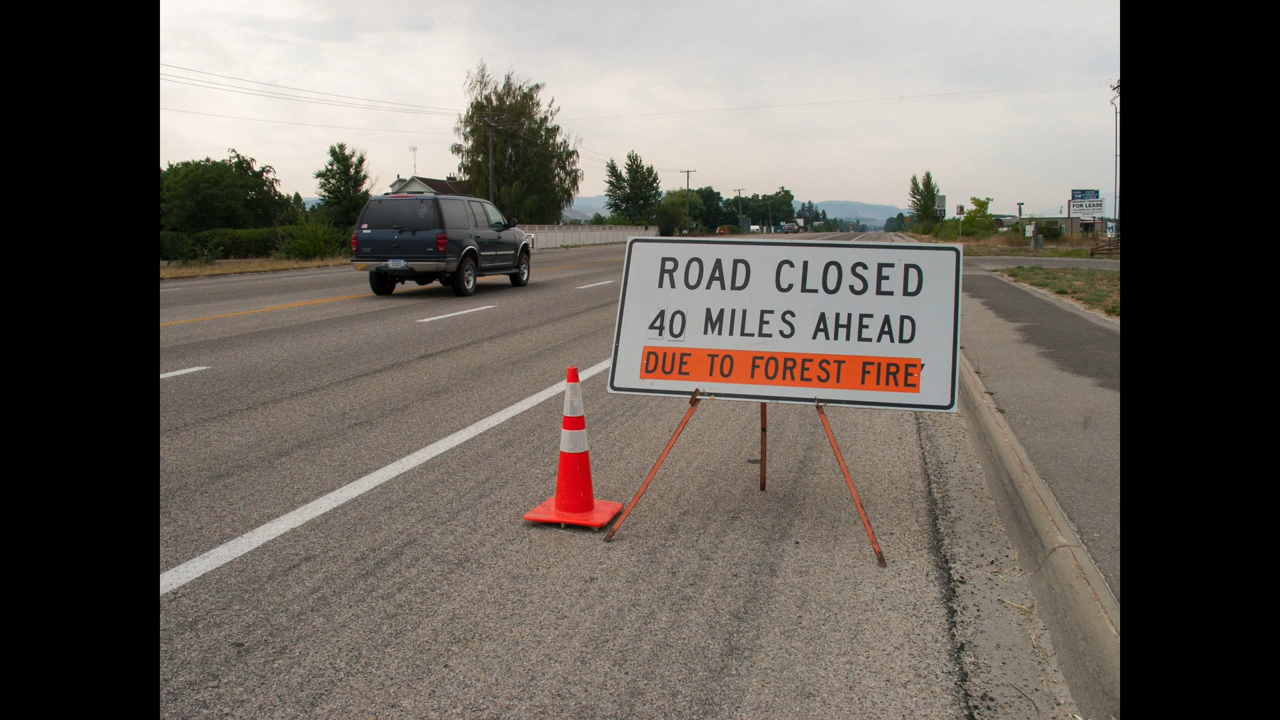 ROAD CLOSED
40 MILES AHEAD
DUE TO FOREST FIRE
FOR LEASE